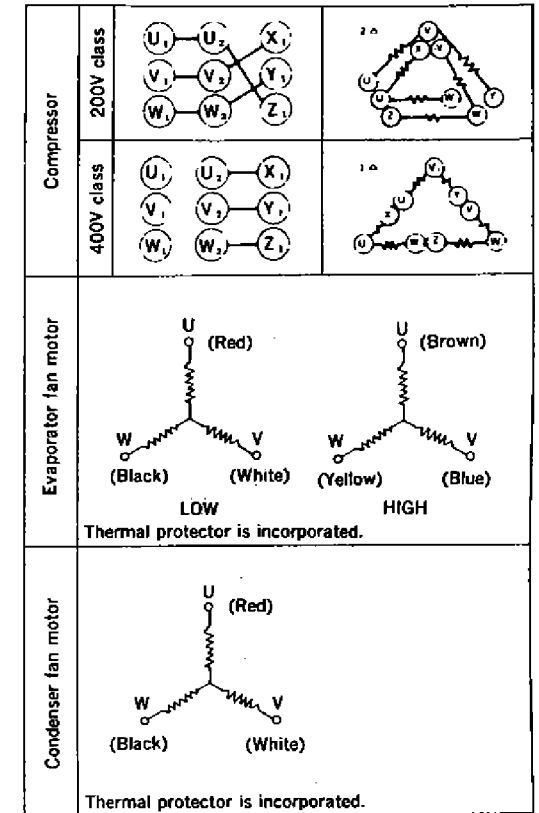 Compressor
200V class
U₁ U₂ X₁
V₁ V₂ Y₁
W₁ W₂ Z₁
2 △
V
X Y
U
U W Y
Z W
400V class
U₁ U₂ X₁
V₁ V₂ Y₁
W₁ W₂ Z₁
1 △
V
U Y
X V
U W Z W
Evaporator fan motor
U
(Red)
W V
(Black) (White)
LOW
U
(Brown)
W V
(Yellow) (Blue)
HIGH
Thermal protector is incorporated.
Condenser fan motor
U
(Red)
W V
(Black) (White)
Thermal protector is incorporated.